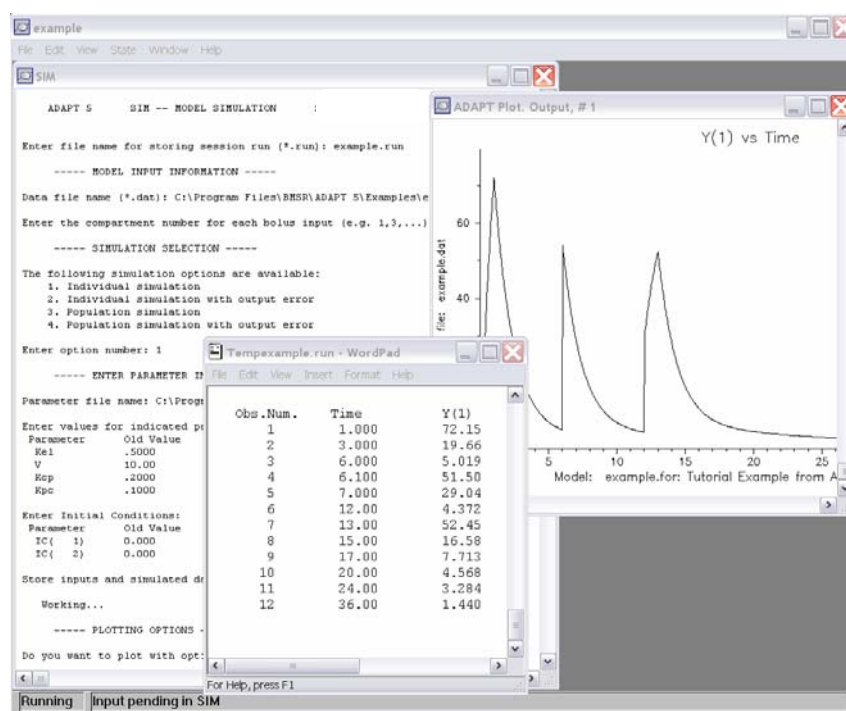 example
File Edit View State Window Help
SIM
ADAPT 5 SIM -- MODEL SIMULATION
Enter file name for storing session run (*.run): example.run
----- MODEL INPUT INFORMATION -----
Data file name (*.dat): C:\Program Files\BMSR\ADAPT 5\Examples\e
Enter the compartment number for each bolus input (e.g. 1,3,...)
----- SIMULATION SELECTION -----
The following simulation options are available:
1. Individual simulation
2. Individual simulation with output error
3. Population simulation
4. Population simulation with output error
Enter option number: 1
----- ENTER PARAMETER IN
Parameter file name: C:\Progr
Enter values for indicated p
Parameter Old Value
Kel .5000
V 10.00
Kcp .2000
Kpc .1000
Enter Initial Conditions:
Parameter Old Value
IC( 1) 0.000
IC( 2) 0.000
Store inputs and simulated d
Working...
----- PLOTTING OPTIONS -
Do you want to plot with opt
ADAPT Plot. Output, # 1
Y(1) vs Time
60
40
file: example.dat
5 10 15 20 25
Model: example.for: Tutorial Example from A
Tempexample.run - WordPad
File Edit View Insert Format Help
Obs.Num. Time Y(1)
1 1.000 72.15
2 3.000 19.66
3 6.000 5.019
4 6.100 51.50
5 7.000 29.04
6 12.00 4.372
7 13.00 52.45
8 15.00 16.58
9 17.00 7.713
10 20.00 4.568
11 24.00 3.284
12 36.00 1.440
For Help, press F1
Running Input pending in SIM